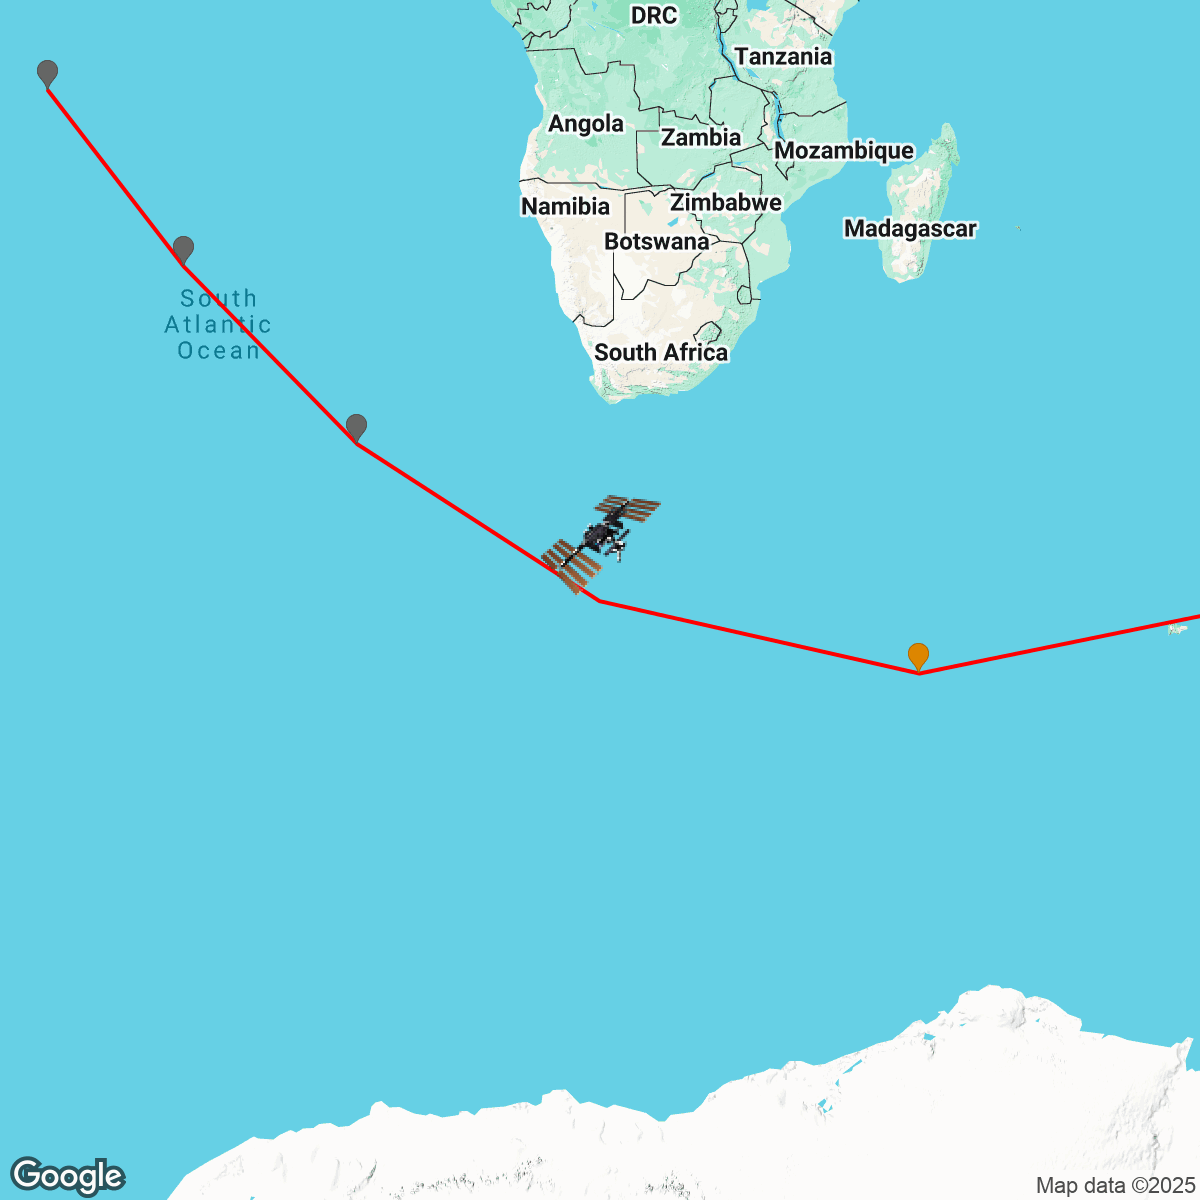 DRC
Tanzania
Angola
Zambia
Mozambique
Namibia
Zimbabwe
Botswana
Madagascar
South
Atlantic
Ocean
South Africa
Google
Map data ©2025